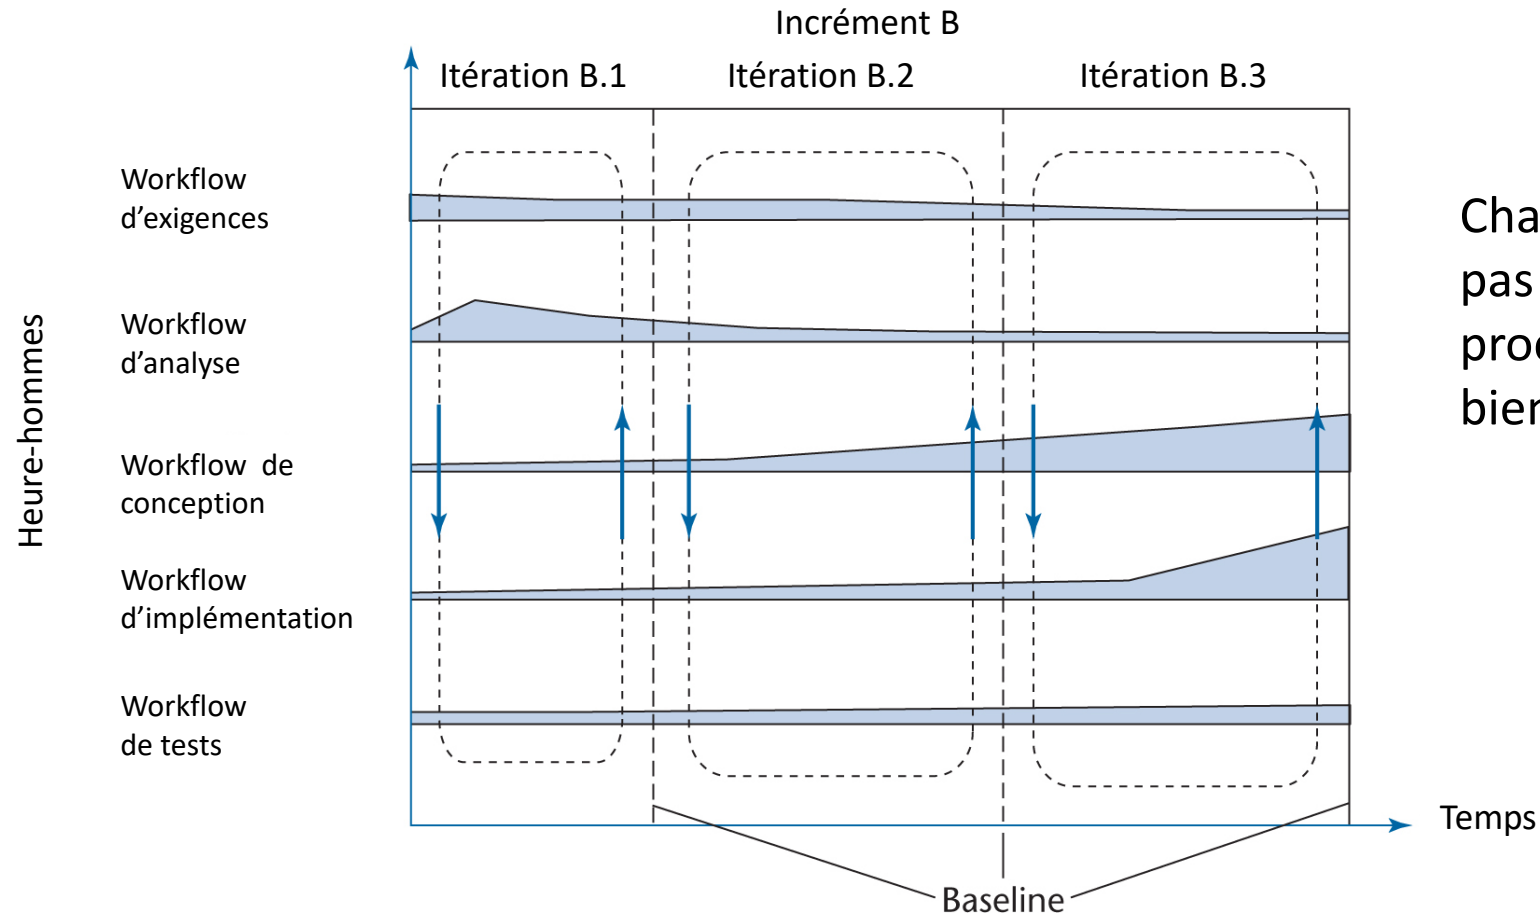 Incrément B
Itération B.1
Itération B.2
Itération B.3
Heure-hommes
Workflow
d’exigences
Workflow
d’analyse
Workflow de
conception
Workflow
d’implémentation
Workflow
de tests
Temps
Baseline
pas